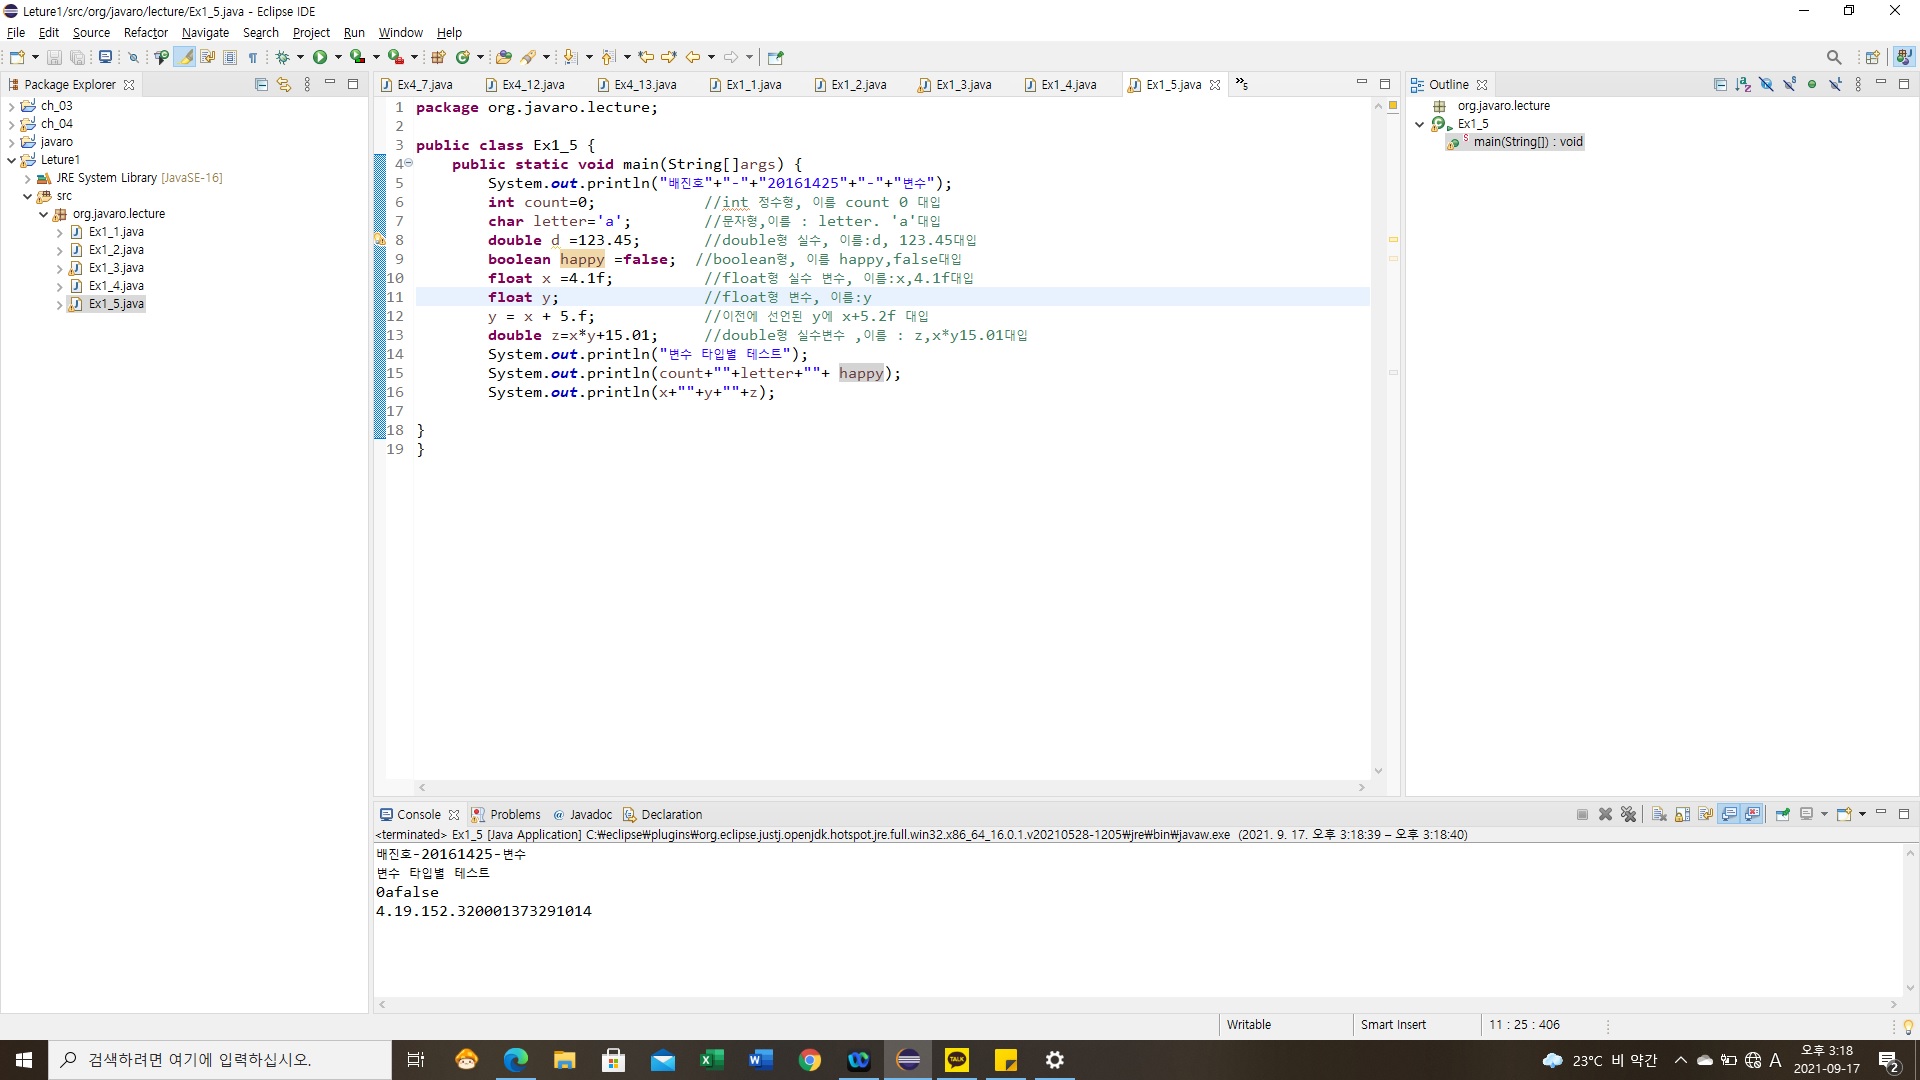 Leture1/src/org/javaro/lecture/Ex1_5.java - Eclipse IDE
File Edit Source Refactor Navigate Search Project Run Window Help
Package Explorer
ch_03
ch_04
javaro
Leture1
JRE System Library [JavaSE-16]
src
org.javaro.lecture
Ex1_1.java
Ex1_2.java
Ex1_3.java
Ex1_4.java
Ex1_5.java
Ex4_7.java Ex4_12.java Ex4_13.java Ex1_1.java Ex1_2.java Ex1_3.java Ex1_4.java Ex1_5.java »5
1 package org.javaro.lecture;
2
3 public class Ex1_5 {
4 public static void main(String[]args) {
5 System.out.println("배진호"+"-"+"20161425"+"-"+"변수");
6 int count=0; //int 정수형, 이름 count 0 대입
7 char letter='a'; //문자형,이름 : letter. 'a'대입
8 double d =123.45; //double형 실수, 이름:d, 123.45대입
9 boolean happy =false; //boolean형, 이름 happy,false대입
10 float x =4.1f; //float형 실수 변수, 이름:x,4.1f대입
11 float y; //float형 변수, 이름:y
12 y = x + 5.f; //이전에 선언된 y에 x+5.2f 대입
13 double z=x*y+15.01; //double형 실수변수 ,이름 : z,x*y15.01대입
14 System.out.println("변수 타입별 테스트");
15 System.out.println(count+""+letter+""+ happy);
16 System.out.println(x+""+y+""+z);
17
18 }
19 }
Outline
org.javaro.lecture
Ex1_5
main(String[]) : void
Console Problems @ Javadoc Declaration
<terminated> Ex1_5 [Java Application] C:₩eclipse₩plugins₩org.eclipse.justj.openjdk.hotspot.jre.full.win32.x86_64_16.0.1.v20210528-1205₩jre₩bin₩javaw.exe (2021. 9. 17. 오후 3:18:39 – 오후 3:18:40)
배진호-20161425-변수
변수 타입별 테스트
0afalse
4.19.152.320001373291014
Writable Smart Insert 11 : 25 : 406
검색하려면 여기에 입력하십시오.
TALK
23°C 비 약간 A 오후 3:18
2021-09-17
2